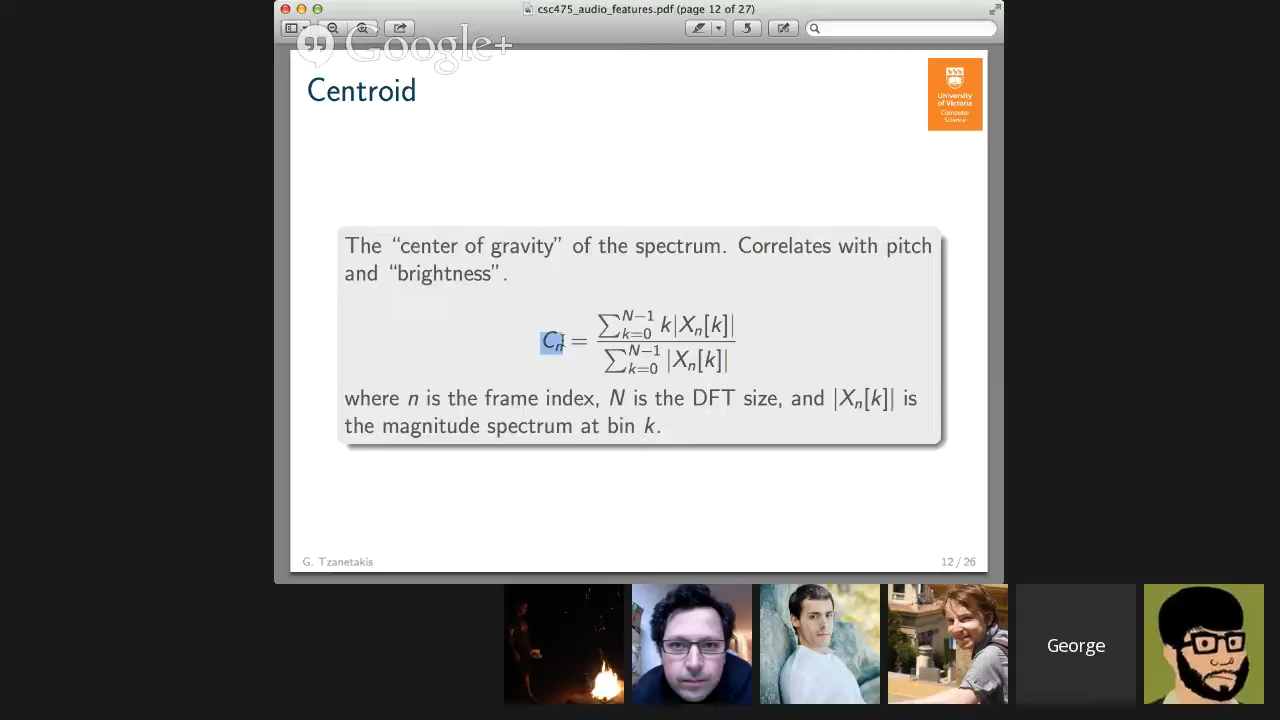 csc475_audio_features.pdf (page 12 of 27)
Google+
Centroid
University
of Victoria
Computer
Science
The “center of gravity” of the spectrum. Correlates with pitch
and “brightness”.
C_n = \frac{\sum_{k=0}^{N-1} k|X_n[k]|}{\sum_{k=0}^{N-1} |X_n[k]|}
where n is the frame index, N is the DFT size, and |X_n[k]| is
the magnitude spectrum at bin k.
G. Tzanetakis
12 / 26
George